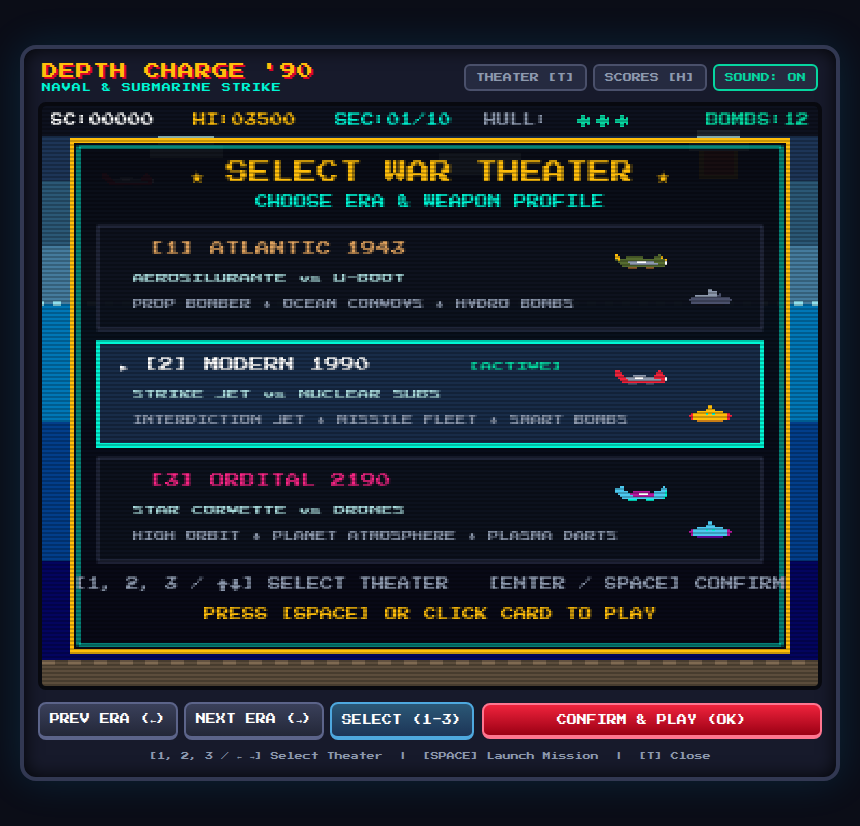 DEPTH CHARGE '90
NAVAL & SUBMARINE STRIKE
THEATER [T]
SCORES [H]
SOUND: ON
SC:00000 HI:03500 SEC:01/10 HULL: BOMBS:12
★ SELECT WAR THEATER ★
CHOOSE ERA & WEAPON PROFILE
[1] ATLANTIC 1943
AEROSILURANTE vs U-BOOT
PROP BOMBER + OCEAN CONVOYS + HYDRO BOMBS
▶ [2] MODERN 1990 [ACTIVE]
STRIKE JET vs NUCLEAR SUBS
INTERDICTION JET + MISSILE FLEET + SMART BOMBS
[3] ORBITAL 2190
STAR CORVETTE vs DRONES
HIGH ORBIT + PLANET ATMOSPHERE + PLASMA DARTS
[1, 2, 3 / ↑↓] SELECT THEATER [ENTER / SPACE] CONFIRM
PRESS [SPACE] OR CLICK CARD TO PLAY
PREV ERA (←)
NEXT ERA (→)
SELECT (1-3)
CONFIRM & PLAY (OK)
[1, 2, 3 / ← →] Select Theater | [SPACE] Launch Mission | [T] Close